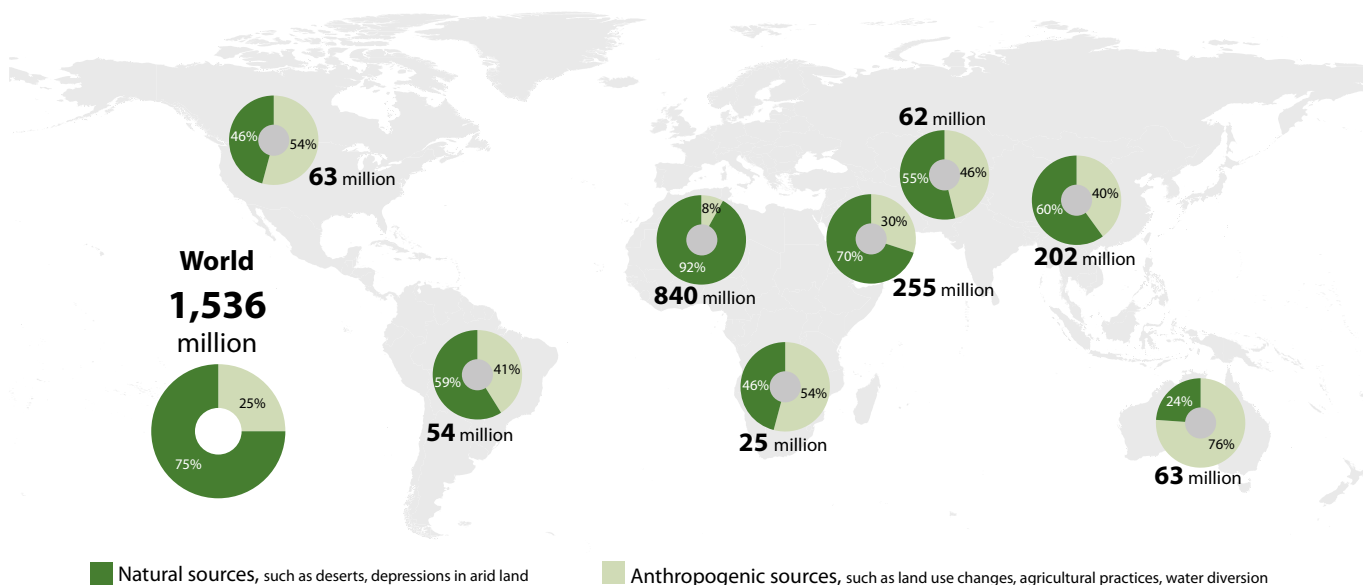 46%
54%
63 million
62
million
55%
46%
60%
40%
202 million
8%
92%
840 million
30%
70%
255 million
World
1,536
million
25%
75%
59%
41%
54 million
46%
54%
25 million
24%
76%
63 million
Natural sources, such as deserts, depressions in arid land
Anthropogenic sources, such as land use changes, agricultural practices, water diversion